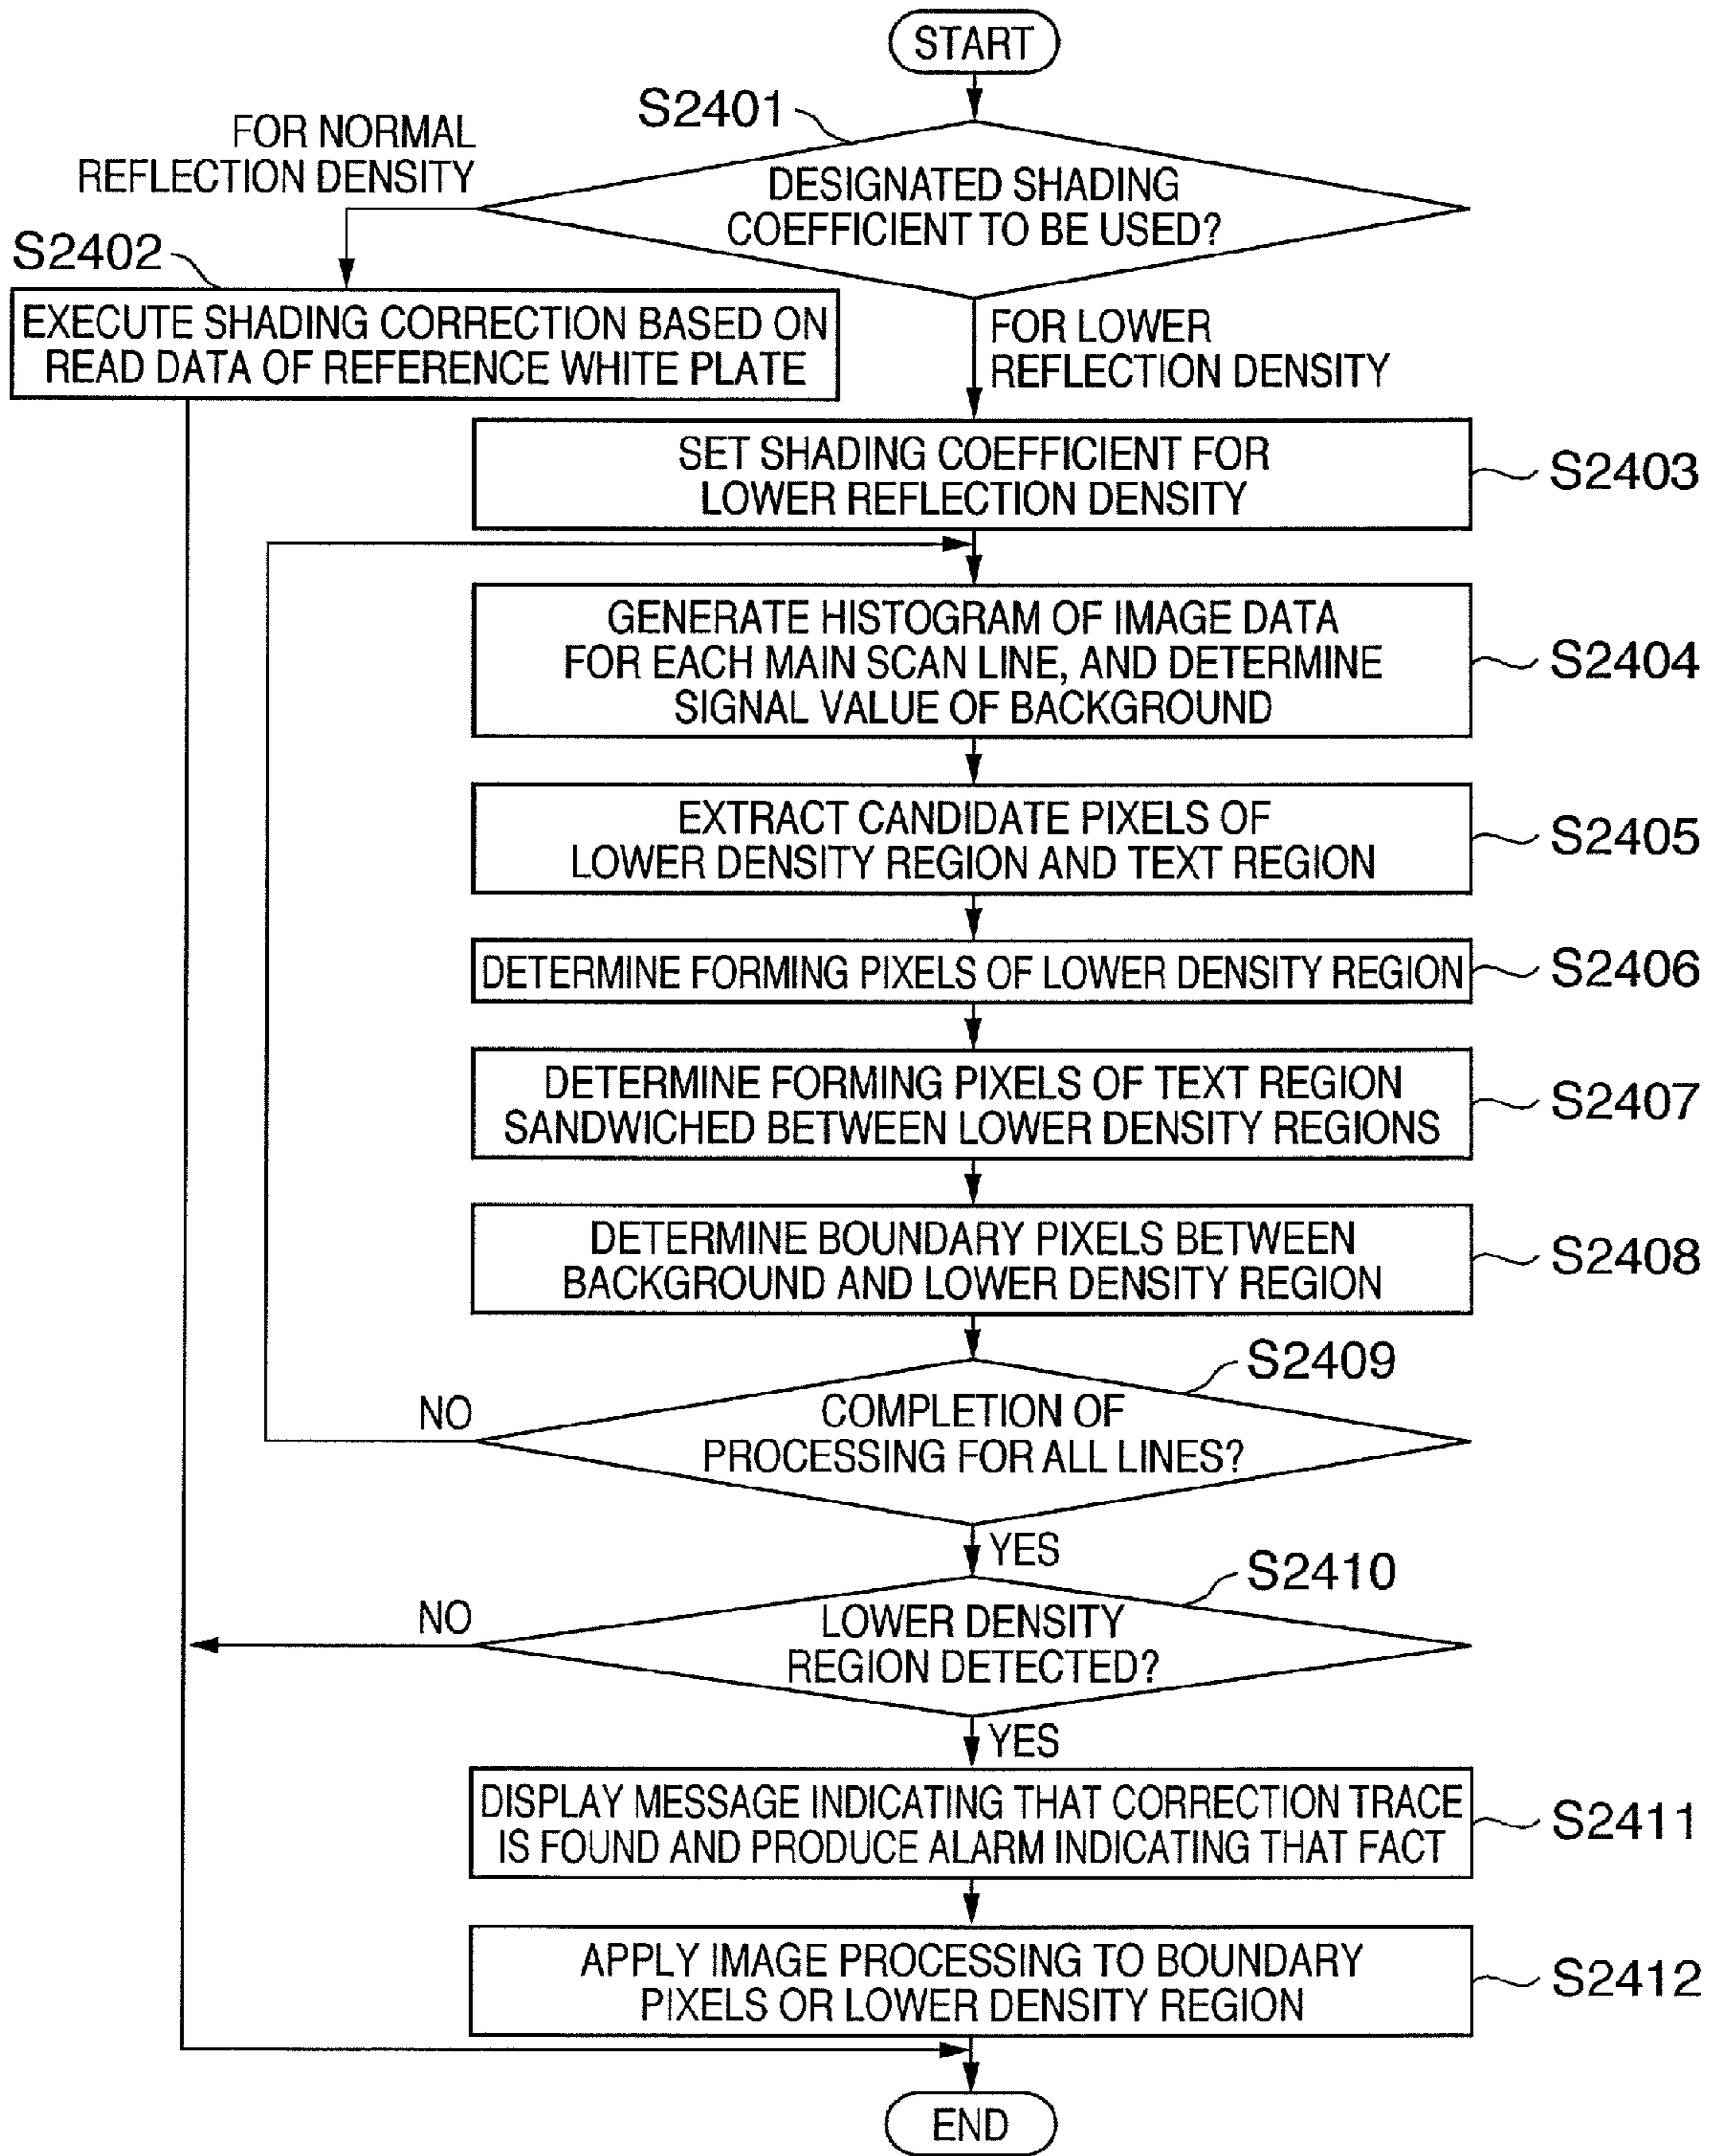 START
S2401
FOR NORMAL
REFLECTION DENSITY
DESIGNATED SHADING
COEFFICIENT TO BE USED?
S2402
EXECUTE SHADING CORRECTION BASED ON
READ DATA OF REFERENCE WHITE PLATE
FOR LOWER
REFLECTION DENSITY
SET SHADING COEFFICIENT FOR
LOWER REFLECTION DENSITY
S2403
GENERATE HISTOGRAM OF IMAGE DATA
FOR EACH MAIN SCAN LINE, AND DETERMINE
SIGNAL VALUE OF BACKGROUND
S2404
EXTRACT CANDIDATE PIXELS OF
LOWER DENSITY REGION AND TEXT REGION
S2405
DETERMINE FORMING PIXELS OF LOWER DENSITY REGION
S2406
DETERMINE FORMING PIXELS OF TEXT REGION
SANDWICHED BETWEEN LOWER DENSITY REGIONS
S2407
DETERMINE BOUNDARY PIXELS BETWEEN
BACKGROUND AND LOWER DENSITY REGION
S2408
S2409
NO
COMPLETION OF
PROCESSING FOR ALL LINES?
YES
S2410
NO
LOWER DENSITY
REGION DETECTED?
YES
DISPLAY MESSAGE INDICATING THAT CORRECTION TRACE
IS FOUND AND PRODUCE ALARM INDICATING THAT FACT
S2411
APPLY IMAGE PROCESSING TO BOUNDARY
PIXELS OR LOWER DENSITY REGION
S2412
END